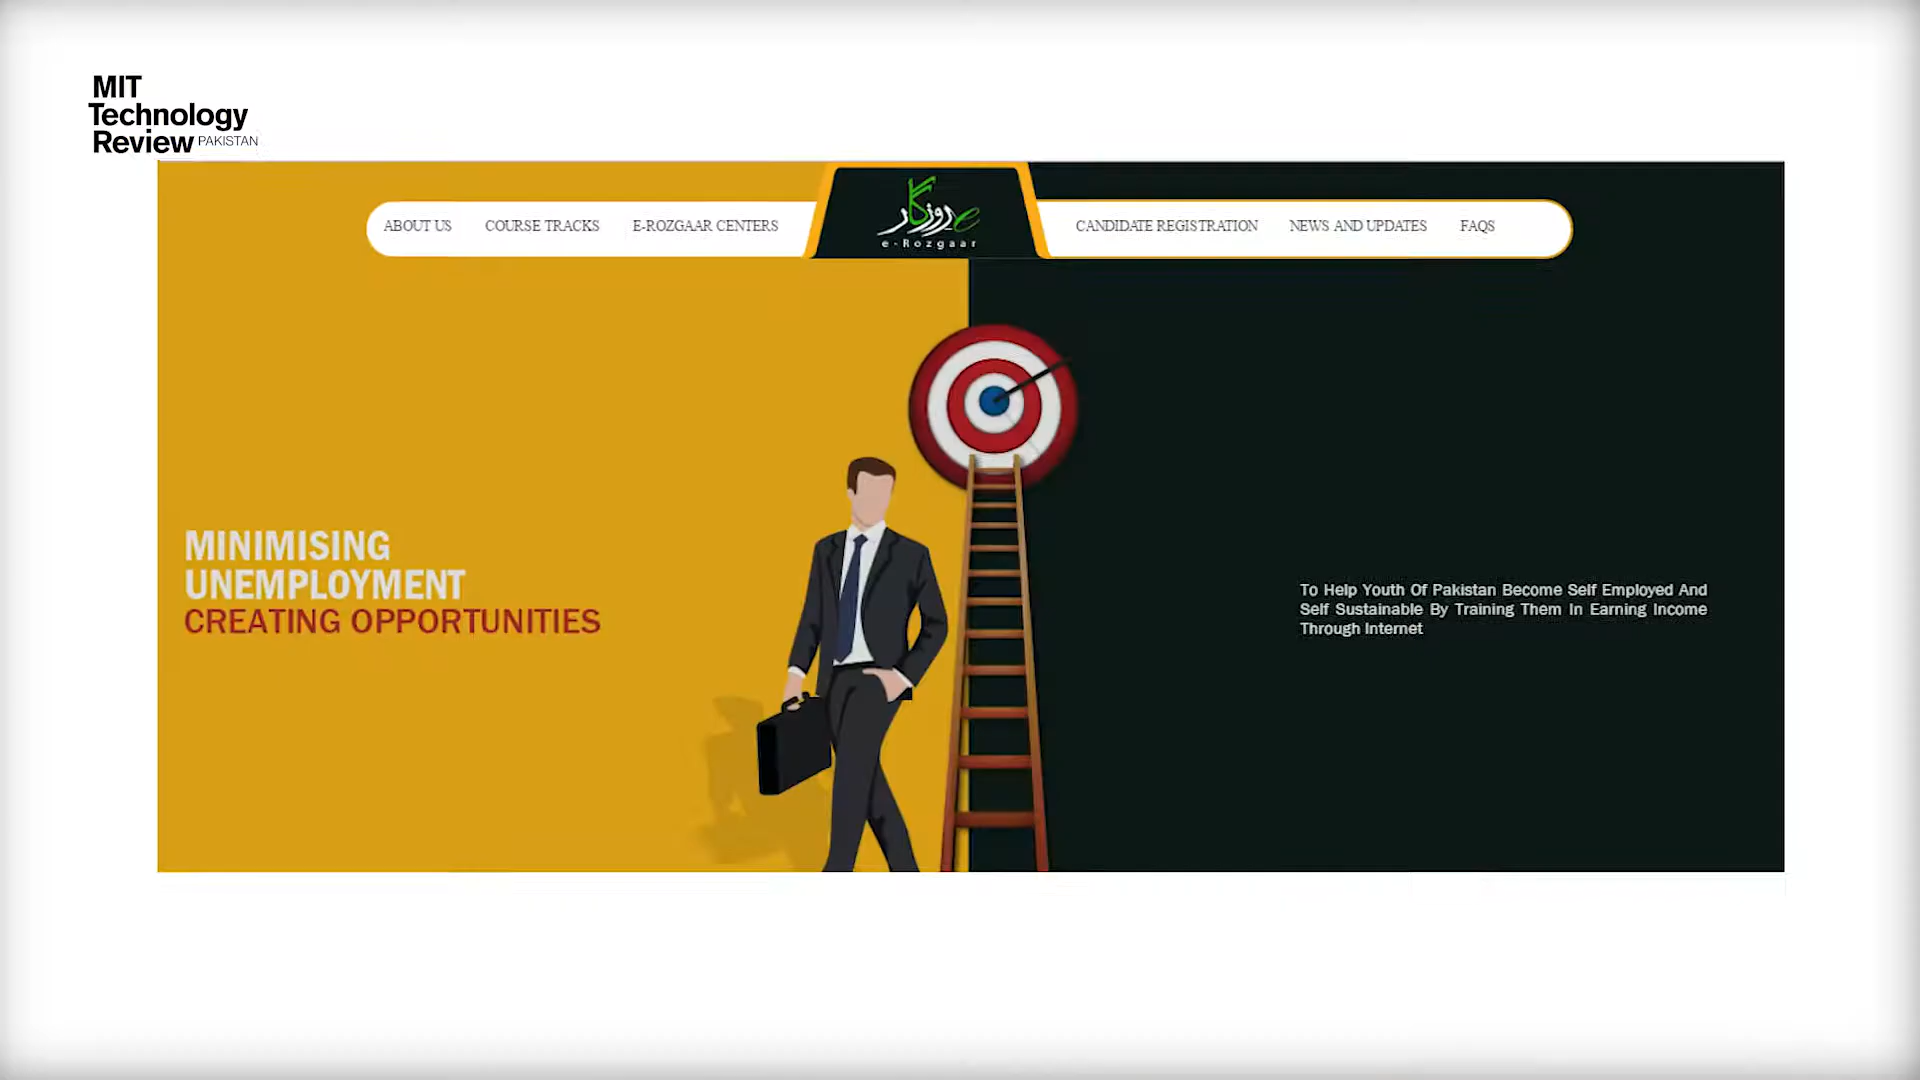 MIT
Technology
Review PAKISTAN
ABOUT US
COURSE TRACKS
E-ROZGAAR CENTERS
eروزگار
e-Rozgaar
CANDIDATE REGISTRATION
NEWS AND UPDATES
FAQS
MINIMISING
UNEMPLOYMENT
CREATING OPPORTUNITIES
To Help Youth Of Pakistan Become Self Employed And
Self Sustainable By Training Them In Earning Income
Through Internet